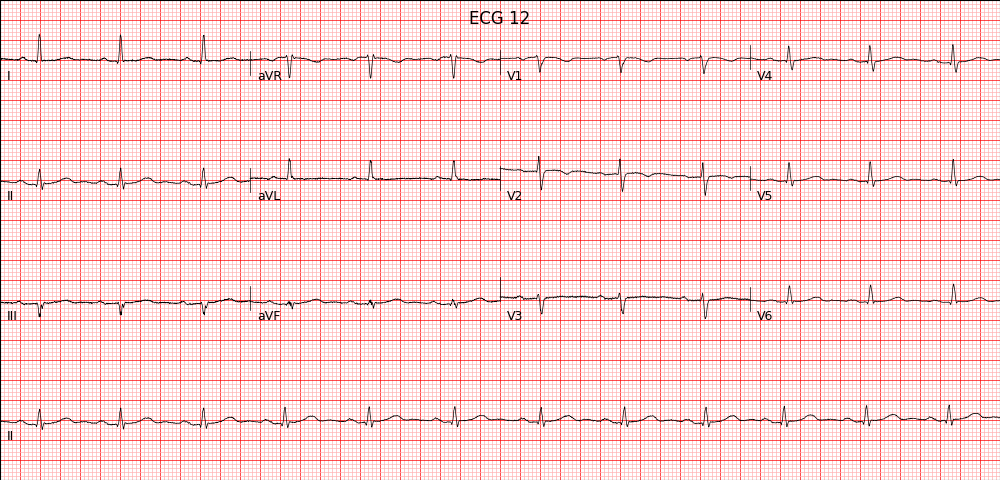 ECG 12
I aVR V1 V4
II aVL V2 V5
III aVF V3 V6
II